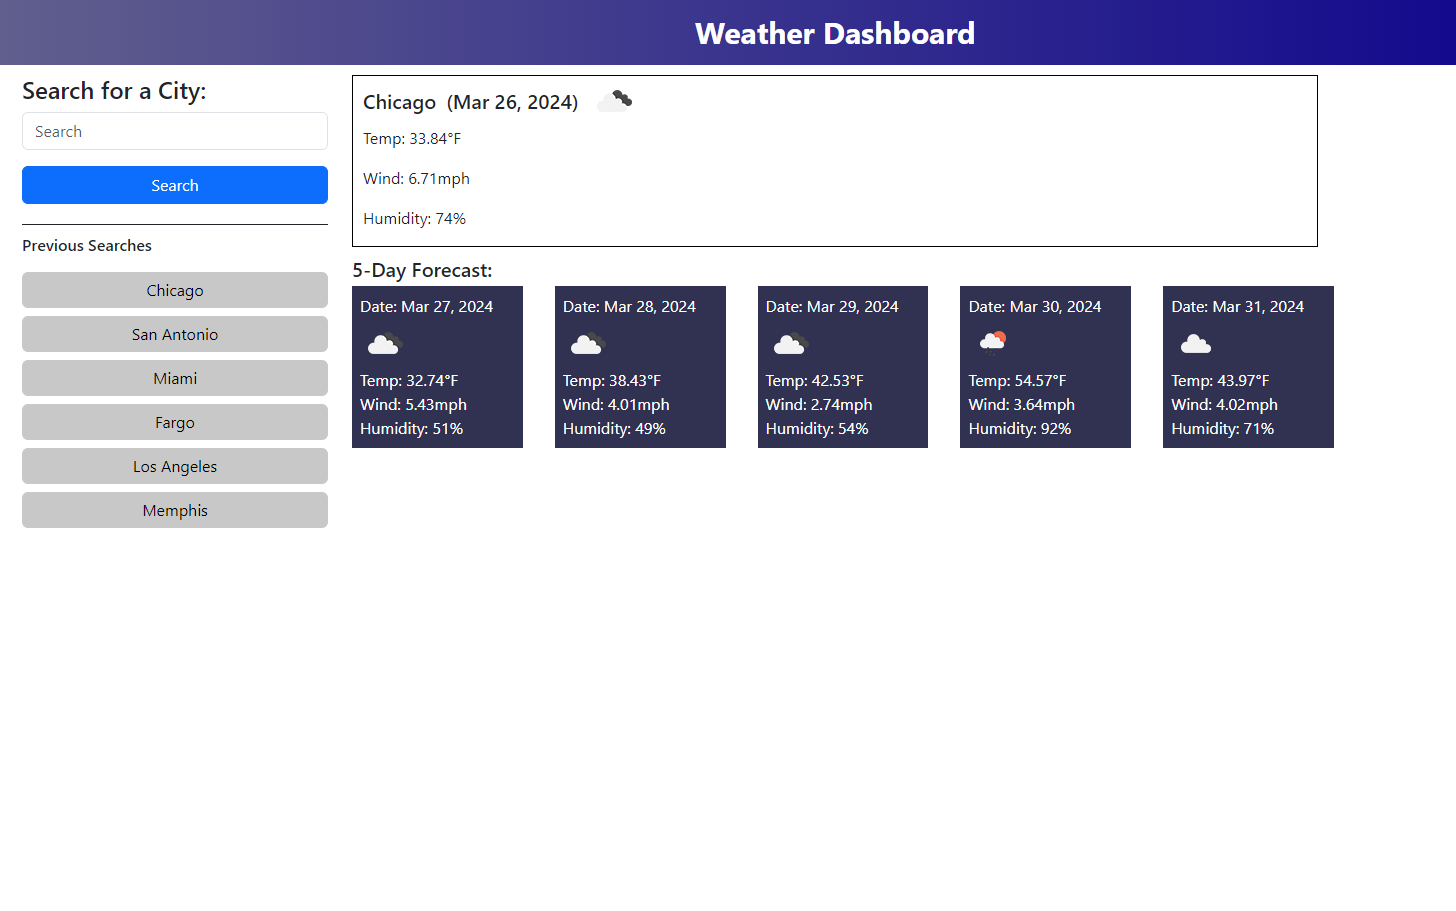 Weather Dashboard
Search for a City:
Search
Search
Previous Searches
Chicago
San Antonio
Miami
Fargo
Los Angeles
Memphis
Chicago (Mar 26, 2024)
Temp: 33.84°F
Wind: 6.71mph
Humidity: 74%
5-Day Forecast:
Date: Mar 27, 2024
Temp: 32.74°F
Wind: 5.43mph
Humidity: 51%
Date: Mar 28, 2024
Temp: 38.43°F
Wind: 4.01mph
Humidity: 49%
Date: Mar 29, 2024
Temp: 42.53°F
Wind: 2.74mph
Humidity: 54%
Date: Mar 30, 2024
Temp: 54.57°F
Wind: 3.64mph
Humidity: 92%
Date: Mar 31, 2024
Temp: 43.97°F
Wind: 4.02mph
Humidity: 71%